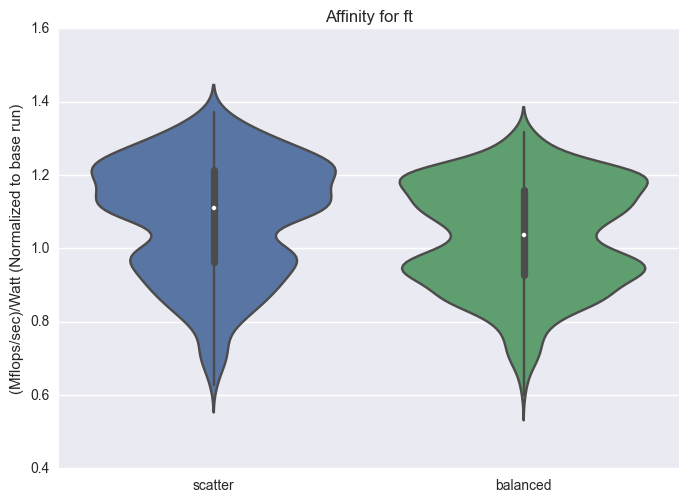 Affinity for ft
(Mflops/sec)/Watt (Normalized to base run)
1.6
1.4
1.2
1.0
0.8
0.6
0.4
scatter balanced